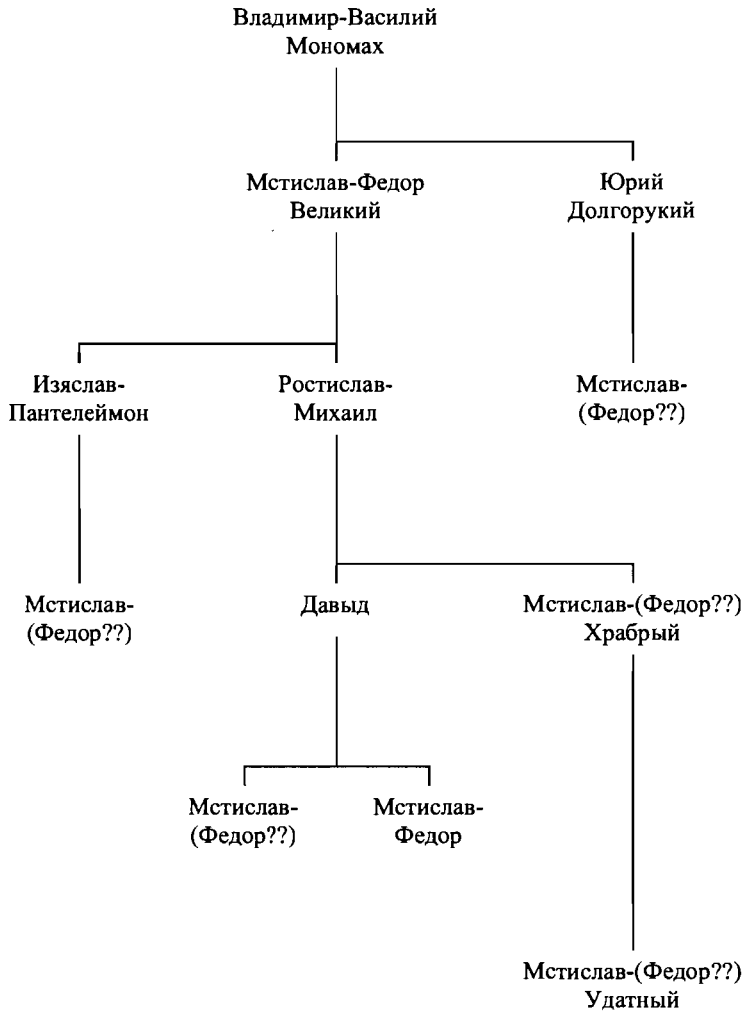 Владимир-Василий
Мономах
Мстислав-Федор
Великий
Юрий
Долгорукий
Изяслав-
Пантелеймон
Ростислав-
Михаил
Мстислав-
(Федор??)
Мстислав-
(Федор??)
Давыд
Мстислав-(Федор??)
Храбрый
Мстислав-
(Федор??)
Мстислав-
Федор
Мстислав-(Федор??)
Удатный